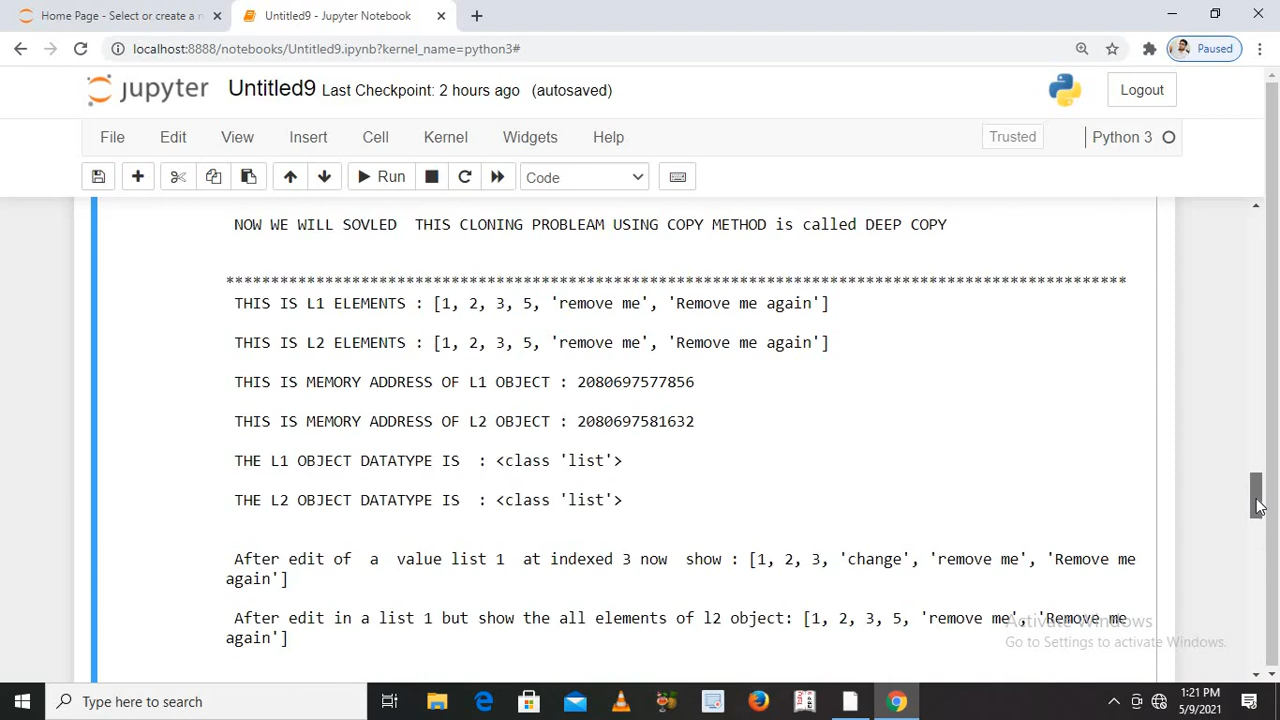 Home Page - Select or create a n
Untitled9 - Jupyter Notebook
localhost:8888/notebooks/Untitled9.ipynb?kernel_name=python3#
Paused
jupyter Untitled9 Last Checkpoint: 2 hours ago (autosaved)
Logout
File Edit View Insert Cell Kernel Widgets Help
Trusted
Python 3
Run
Code
NOW WE WILL SOVLED  THIS CLONING PROBLEAM USING COPY METHOD is called DEEP COPY
****************************************************************************************************
THIS IS L1 ELEMENTS : [1, 2, 3, 5, 'remove me', 'Remove me again']
THIS IS L2 ELEMENTS : [1, 2, 3, 5, 'remove me', 'Remove me again']
THIS IS MEMORY ADDRESS OF L1 OBJECT : 2080697577856
THIS IS MEMORY ADDRESS OF L2 OBJECT : 2080697581632
THE L1 OBJECT DATATYPE IS  : <class 'list'>
THE L2 OBJECT DATATYPE IS  : <class 'list'>
After edit of  a  value list 1  at indexed 3 now  show : [1, 2, 3, 'change', 'remove me', 'Remove me
again']
After edit in a list 1 but show the all elements of l2 object: [1, 2, 3, 5, 'remove me', 'Remove me
again']
Activate Windows
Go to Settings to activate Windows.
Type here to search
1:21 PM
5/9/2021